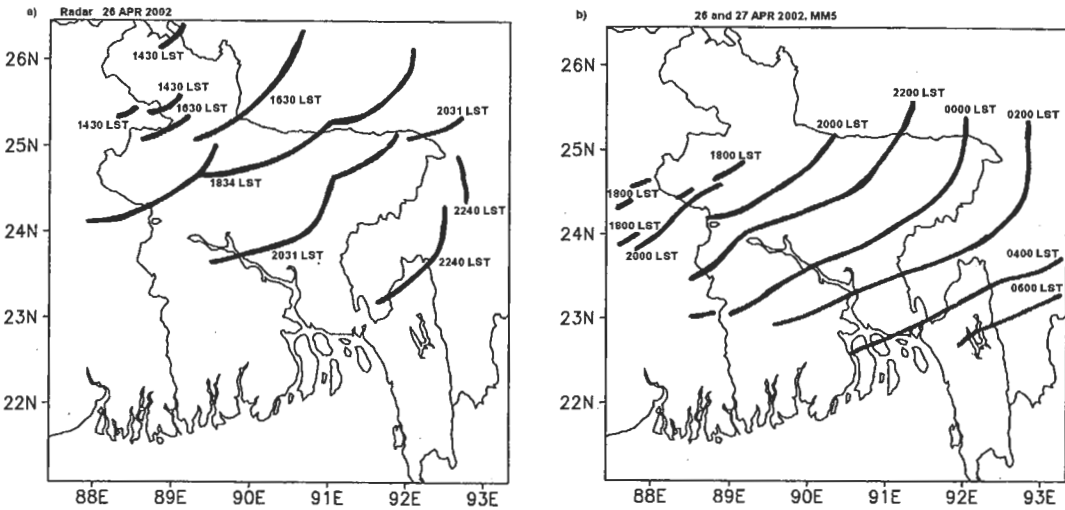 a) Radar 26 APR 2002
26N
25N
24N
23N
22N
88E 89E 90E 91E 92E 93E
1430 LST
1430 LST
1430 LST
1630 LST
1630 LST
1834 LST
2031 LST
2031 LST
2240 LST
2240 LST
b) 26 and 27 APR 2002, MM5
26N
25N
24N
23N
22N
88E 89E 90E 91E 92E 93E
1800 LST
1800 LST
1800 LST
2000 LST
2000 LST
2200 LST
0000 LST
0200 LST
0400 LST
0600 LST